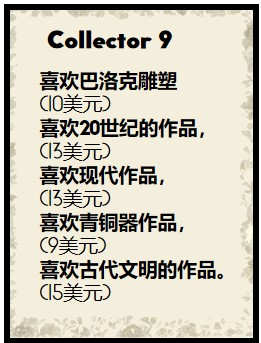 Collector 9
喜欢巴洛克雕塑
(10美元)
喜欢20世纪的作品，
(13美元)
喜欢现代作品，
(13美元)
喜欢青铜器作品，
(9美元)
喜欢古代文明的作品。
(15美元)